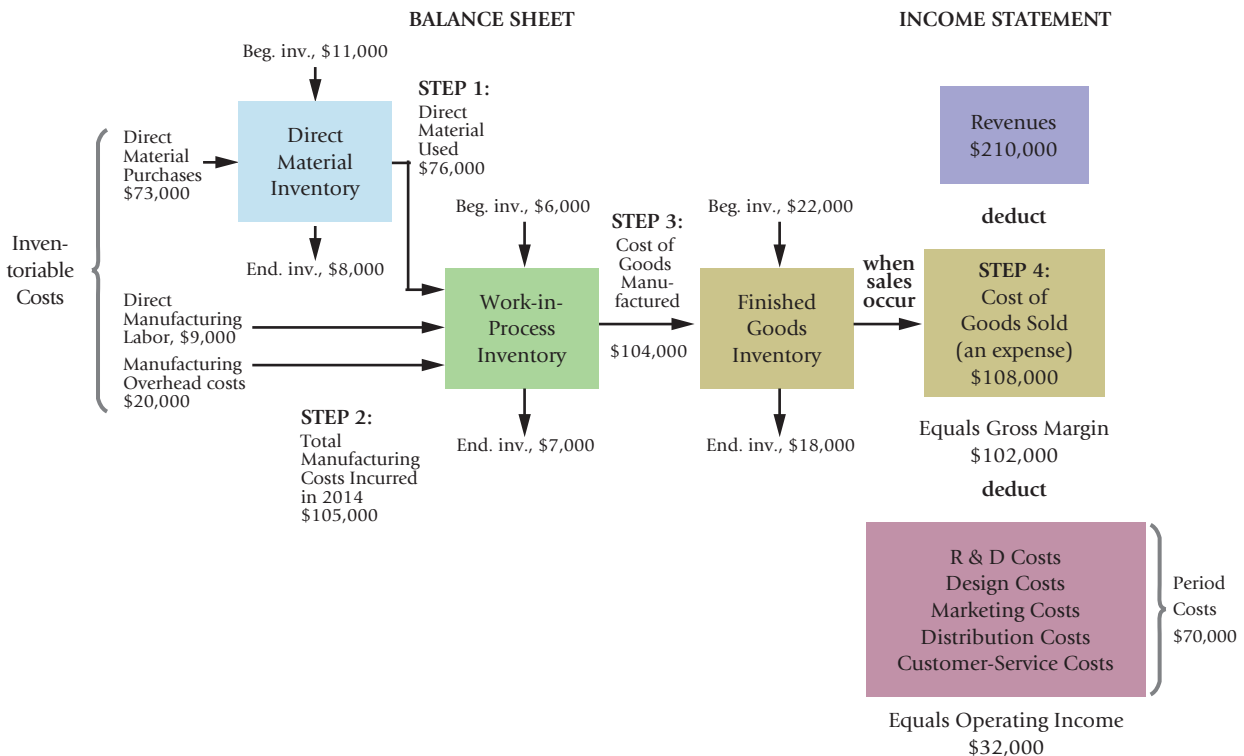 BALANCE SHEET
INCOME STATEMENT
Beg. inv., $11,000
STEP 1:
Direct
Material
Used
$76,000
Direct
Material
Purchases
$73,000
Direct
Material
Inventory
Revenues
$210,000
Beg. inv., $6,000
STEP 3:
Cost of
Goods
Manu-
factured
$104,000
Beg. inv., $22,000
deduct
Inven-
toriable
Costs
End. inv., $8,000
Direct
Manufacturing
Labor, $9,000
Manufacturing
Overhead costs
$20,000
Work-in-
Process
Inventory
Finished
Goods
Inventory
when
sales
occur
STEP 4:
Cost of
Goods Sold
(an expense)
$108,000
STEP 2:
Total
Manufacturing
Costs Incurred
in 2014
$105,000
End. inv., $7,000
End. inv., $18,000
Equals Gross Margin
$102,000
deduct
R & D Costs
Design Costs
Marketing Costs
Distribution Costs
Customer-Service Costs
Period
Costs
$70,000
Equals Operating Income
$32,000